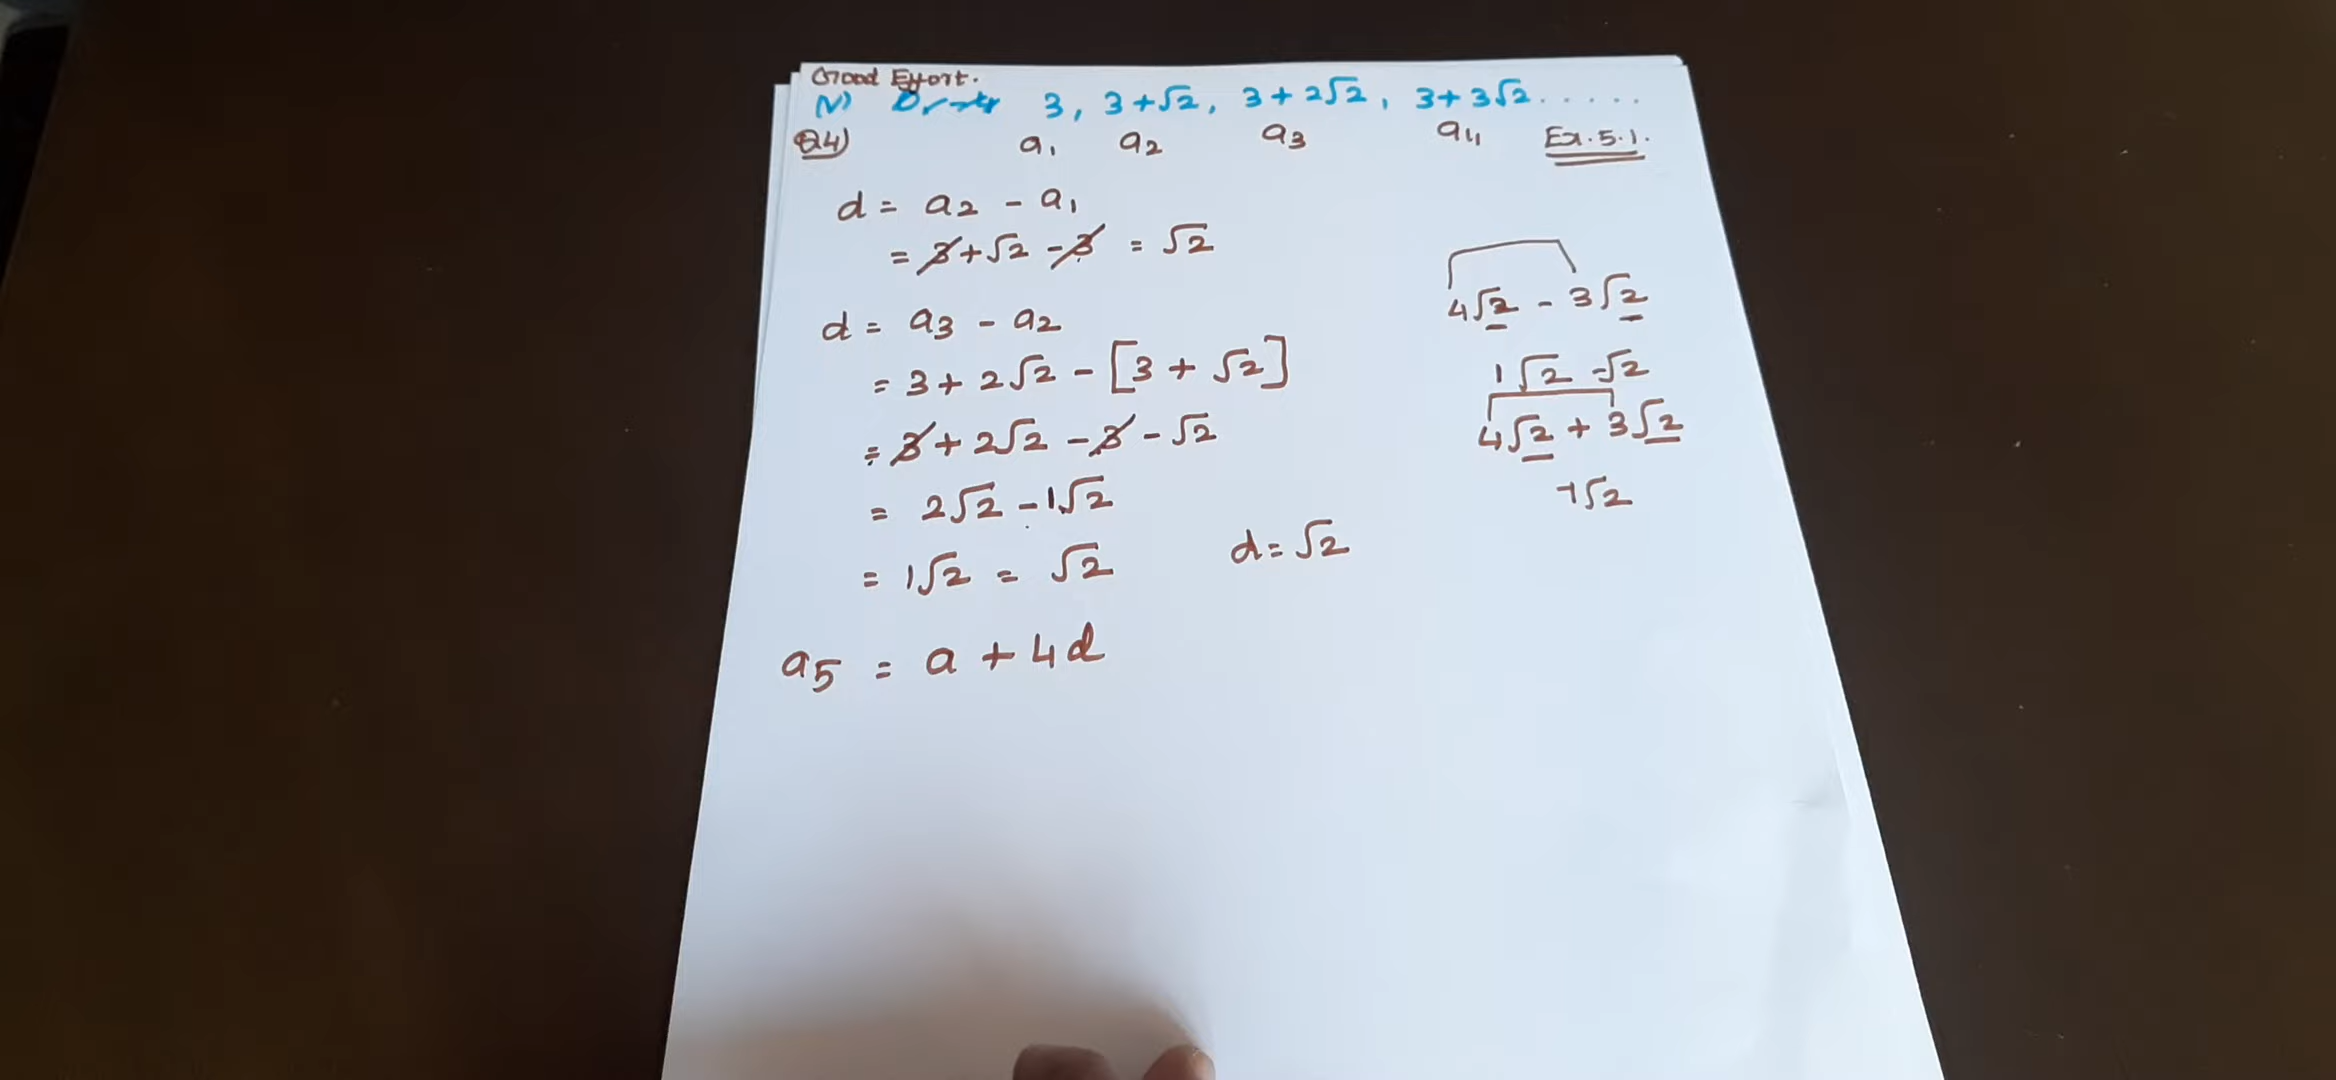 Good Effort.
(V) 3, 3+√2, 3+2√2, 3+3√2.....
Q4) a₁ a₂ a₃ a₄ Ex.5.1.
d = a₂ - a₁
= 3+√2 -3 = √2
d = a₃ - a₂
= 3+2√2 - [3 + √2]
= 3+2√2 - 3 - √2
= 2√2 - 1√2
= 1√2 = √2
d=√2
a₅ = a + 4d
4√2 - 3√2
1√2 -√2
4√2 + 3√2
7√2